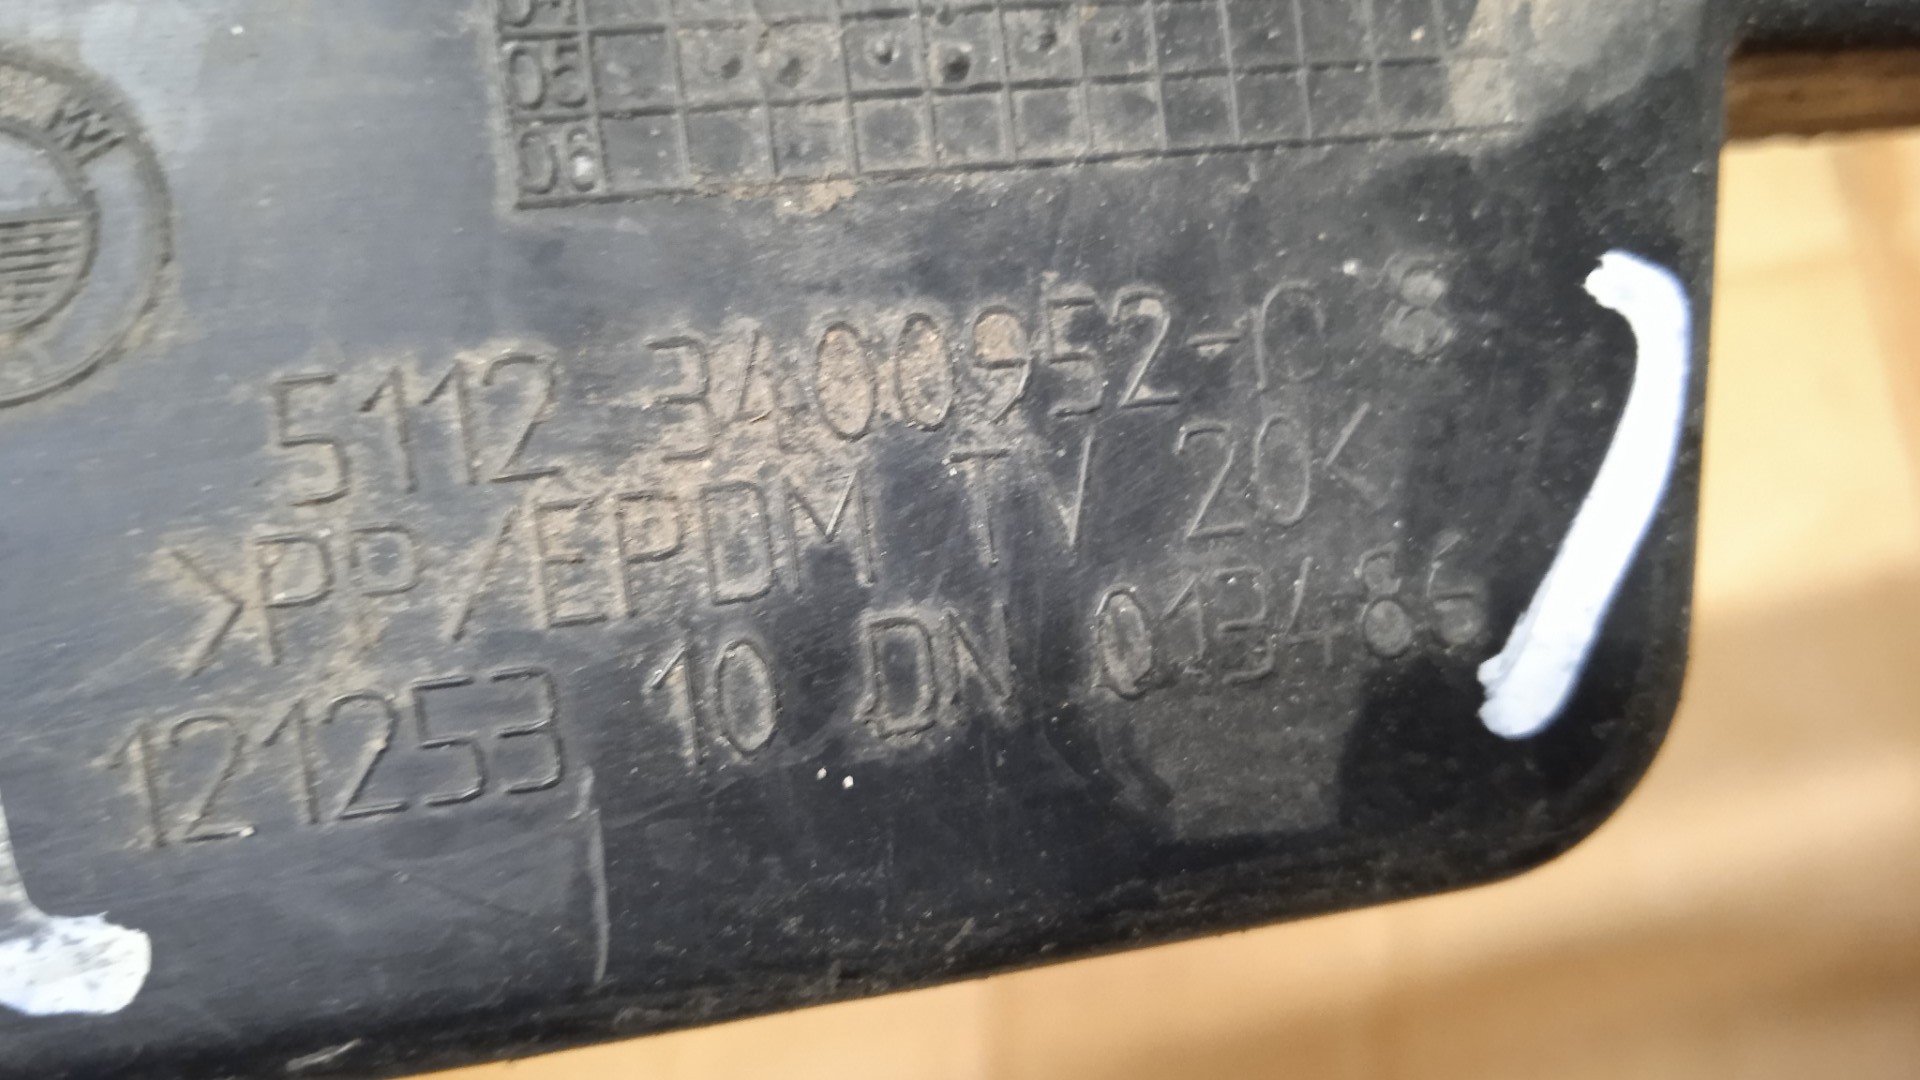 05
06
5112 3400952-08
>PP/EPDM TV 20<
121253 10 DN 013486